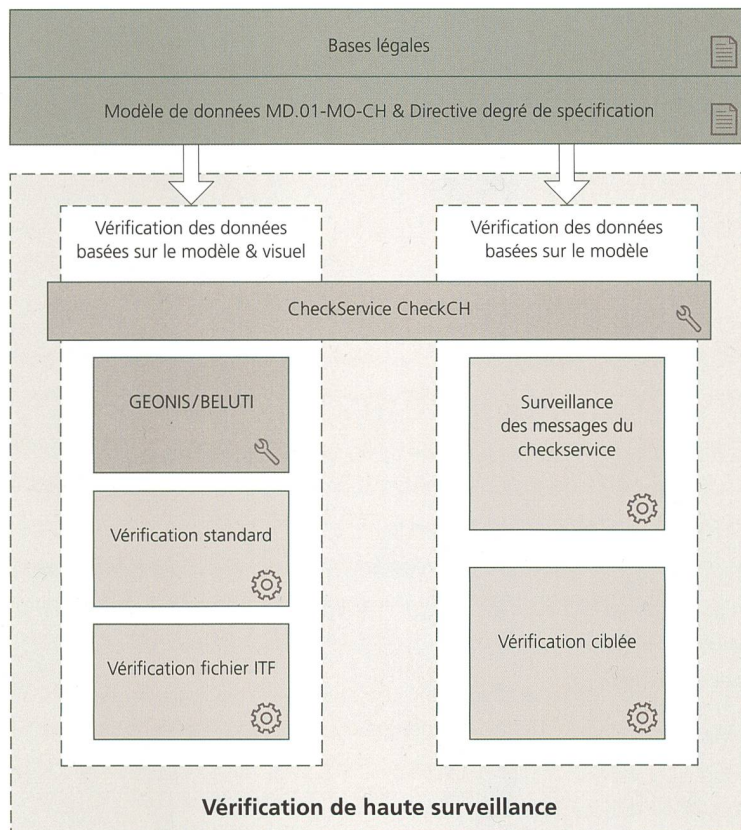 Bases légales
Modèle de données MD.01-MO-CH & Directive degré de spécification
Vérification des données
basées sur le modèle & visuel
Vérification des données
basées sur le modèle
CheckService CheckCH
GEONIS/BELUTI
Vérification standard
Vérification fichier ITF
Surveillance
des messages du
checkservice
Vérification ciblée
Vérification de haute surveillance